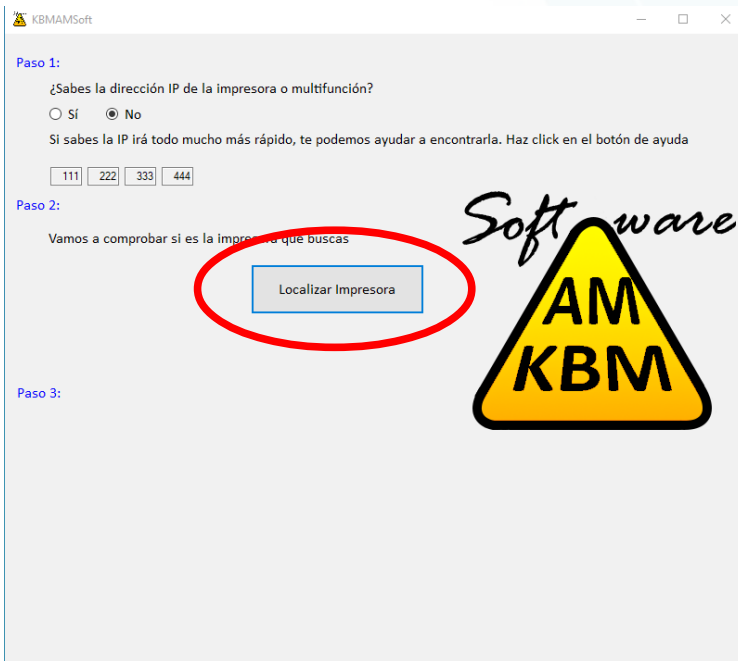 KBMAMSoft
Paso 1:
¿Sabes la dirección IP de la impresora o multifunción?
Sí No
Si sabes la IP irá todo mucho más rápido, te podemos ayudar a encontrarla. Haz click en el botón de ayuda
111 222 333 444
Paso 2:
Vamos a comprobar si es la impresora que buscas
Localizar Impresora
Software
AM
KBM
Paso 3: